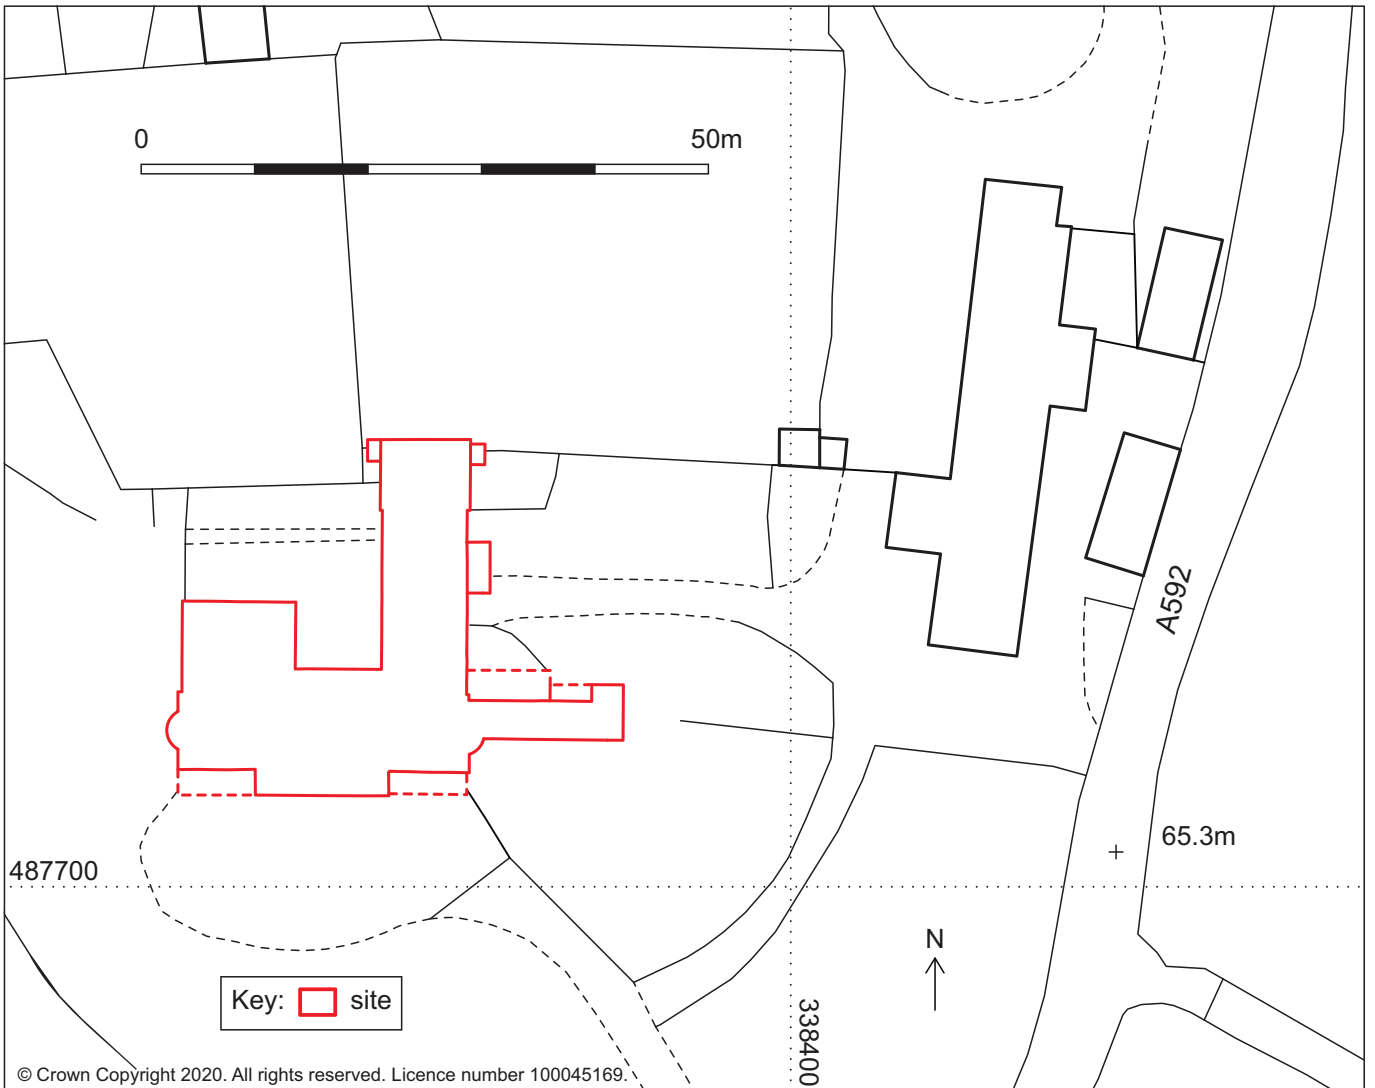 0 50m
A592
65.3m
487700
N
338400
Key: site
© Crown Copyright 2020. All rights reserved. Licence number 100045169.